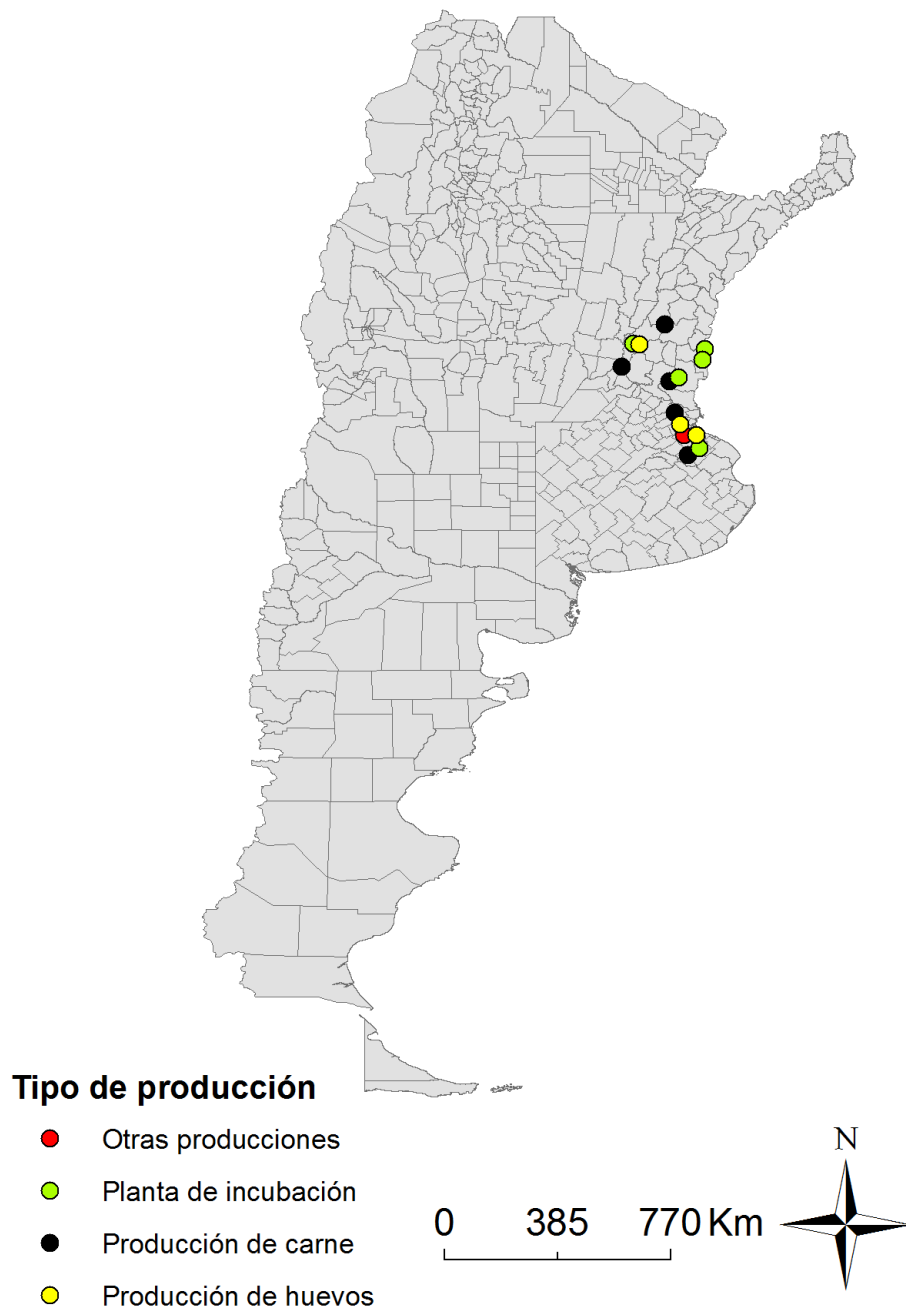 Tipo de producción
Otras producciones
Planta de incubación
Producción de carne
Producción de huevos
0 385 770 Km
N